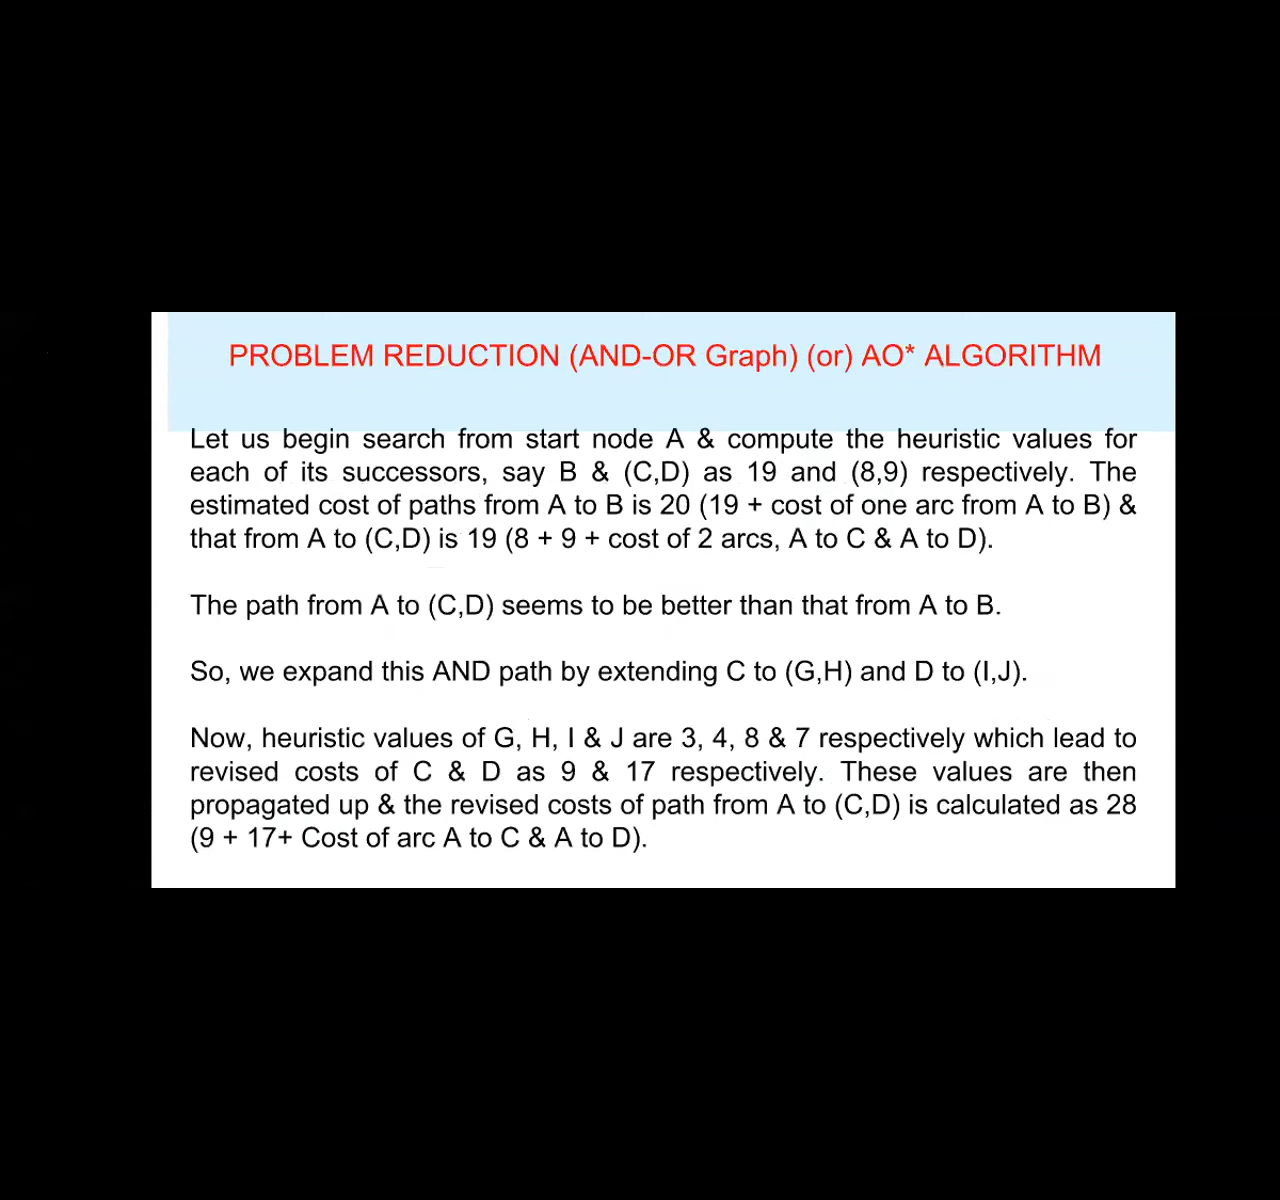 PROBLEM REDUCTION (AND-OR Graph) (or) AO* ALGORITHM
Let us begin search from start node A & compute the heuristic values for
each of its successors, say B & (C,D) as 19 and (8,9) respectively. The
estimated cost of paths from A to B is 20 (19 + cost of one arc from A to B) &
that from A to (C,D) is 19 (8 + 9 + cost of 2 arcs, A to C & A to D).
The path from A to (C,D) seems to be better than that from A to B.
So, we expand this AND path by extending C to (G,H) and D to (I,J).
Now, heuristic values of G, H, I & J are 3, 4, 8 & 7 respectively which lead to
revised costs of C & D as 9 & 17 respectively. These values are then
propagated up & the revised costs of path from A to (C,D) is calculated as 28
(9 + 17+ Cost of arc A to C & A to D).